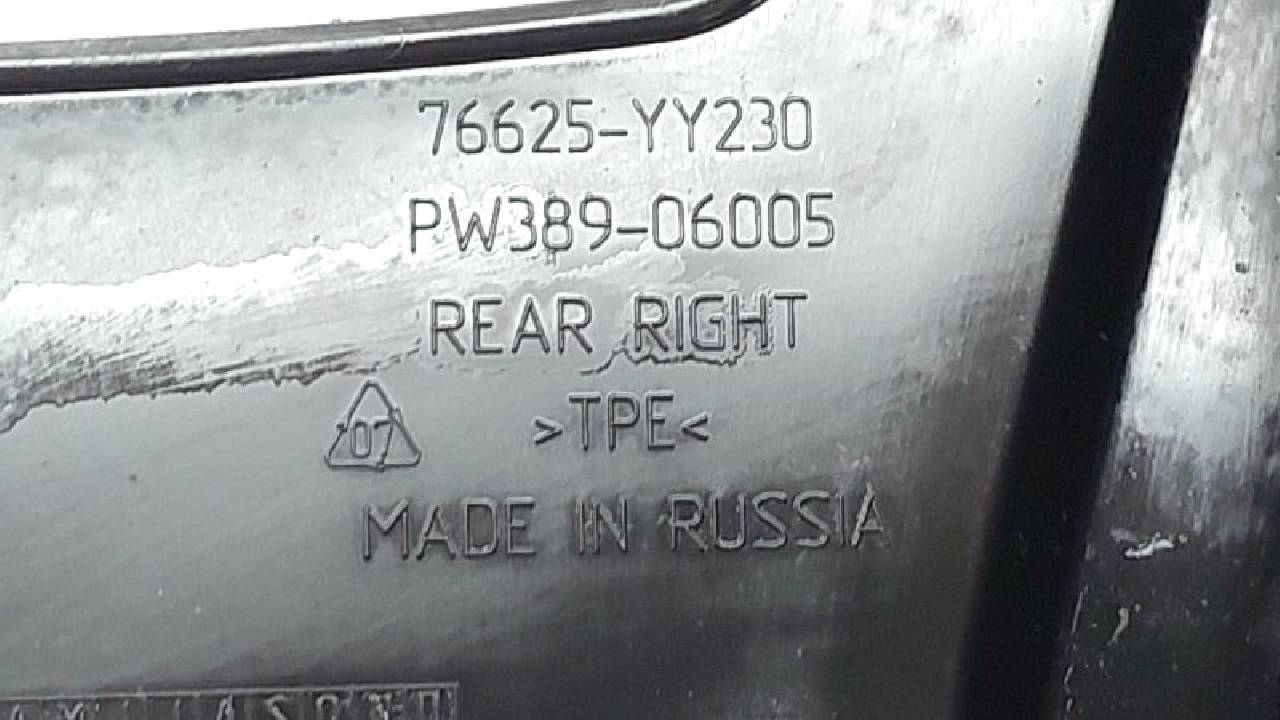 76625-YY230
PW389-06005
REAR RIGHT
07 >TPE<
MADE IN RUSSIA